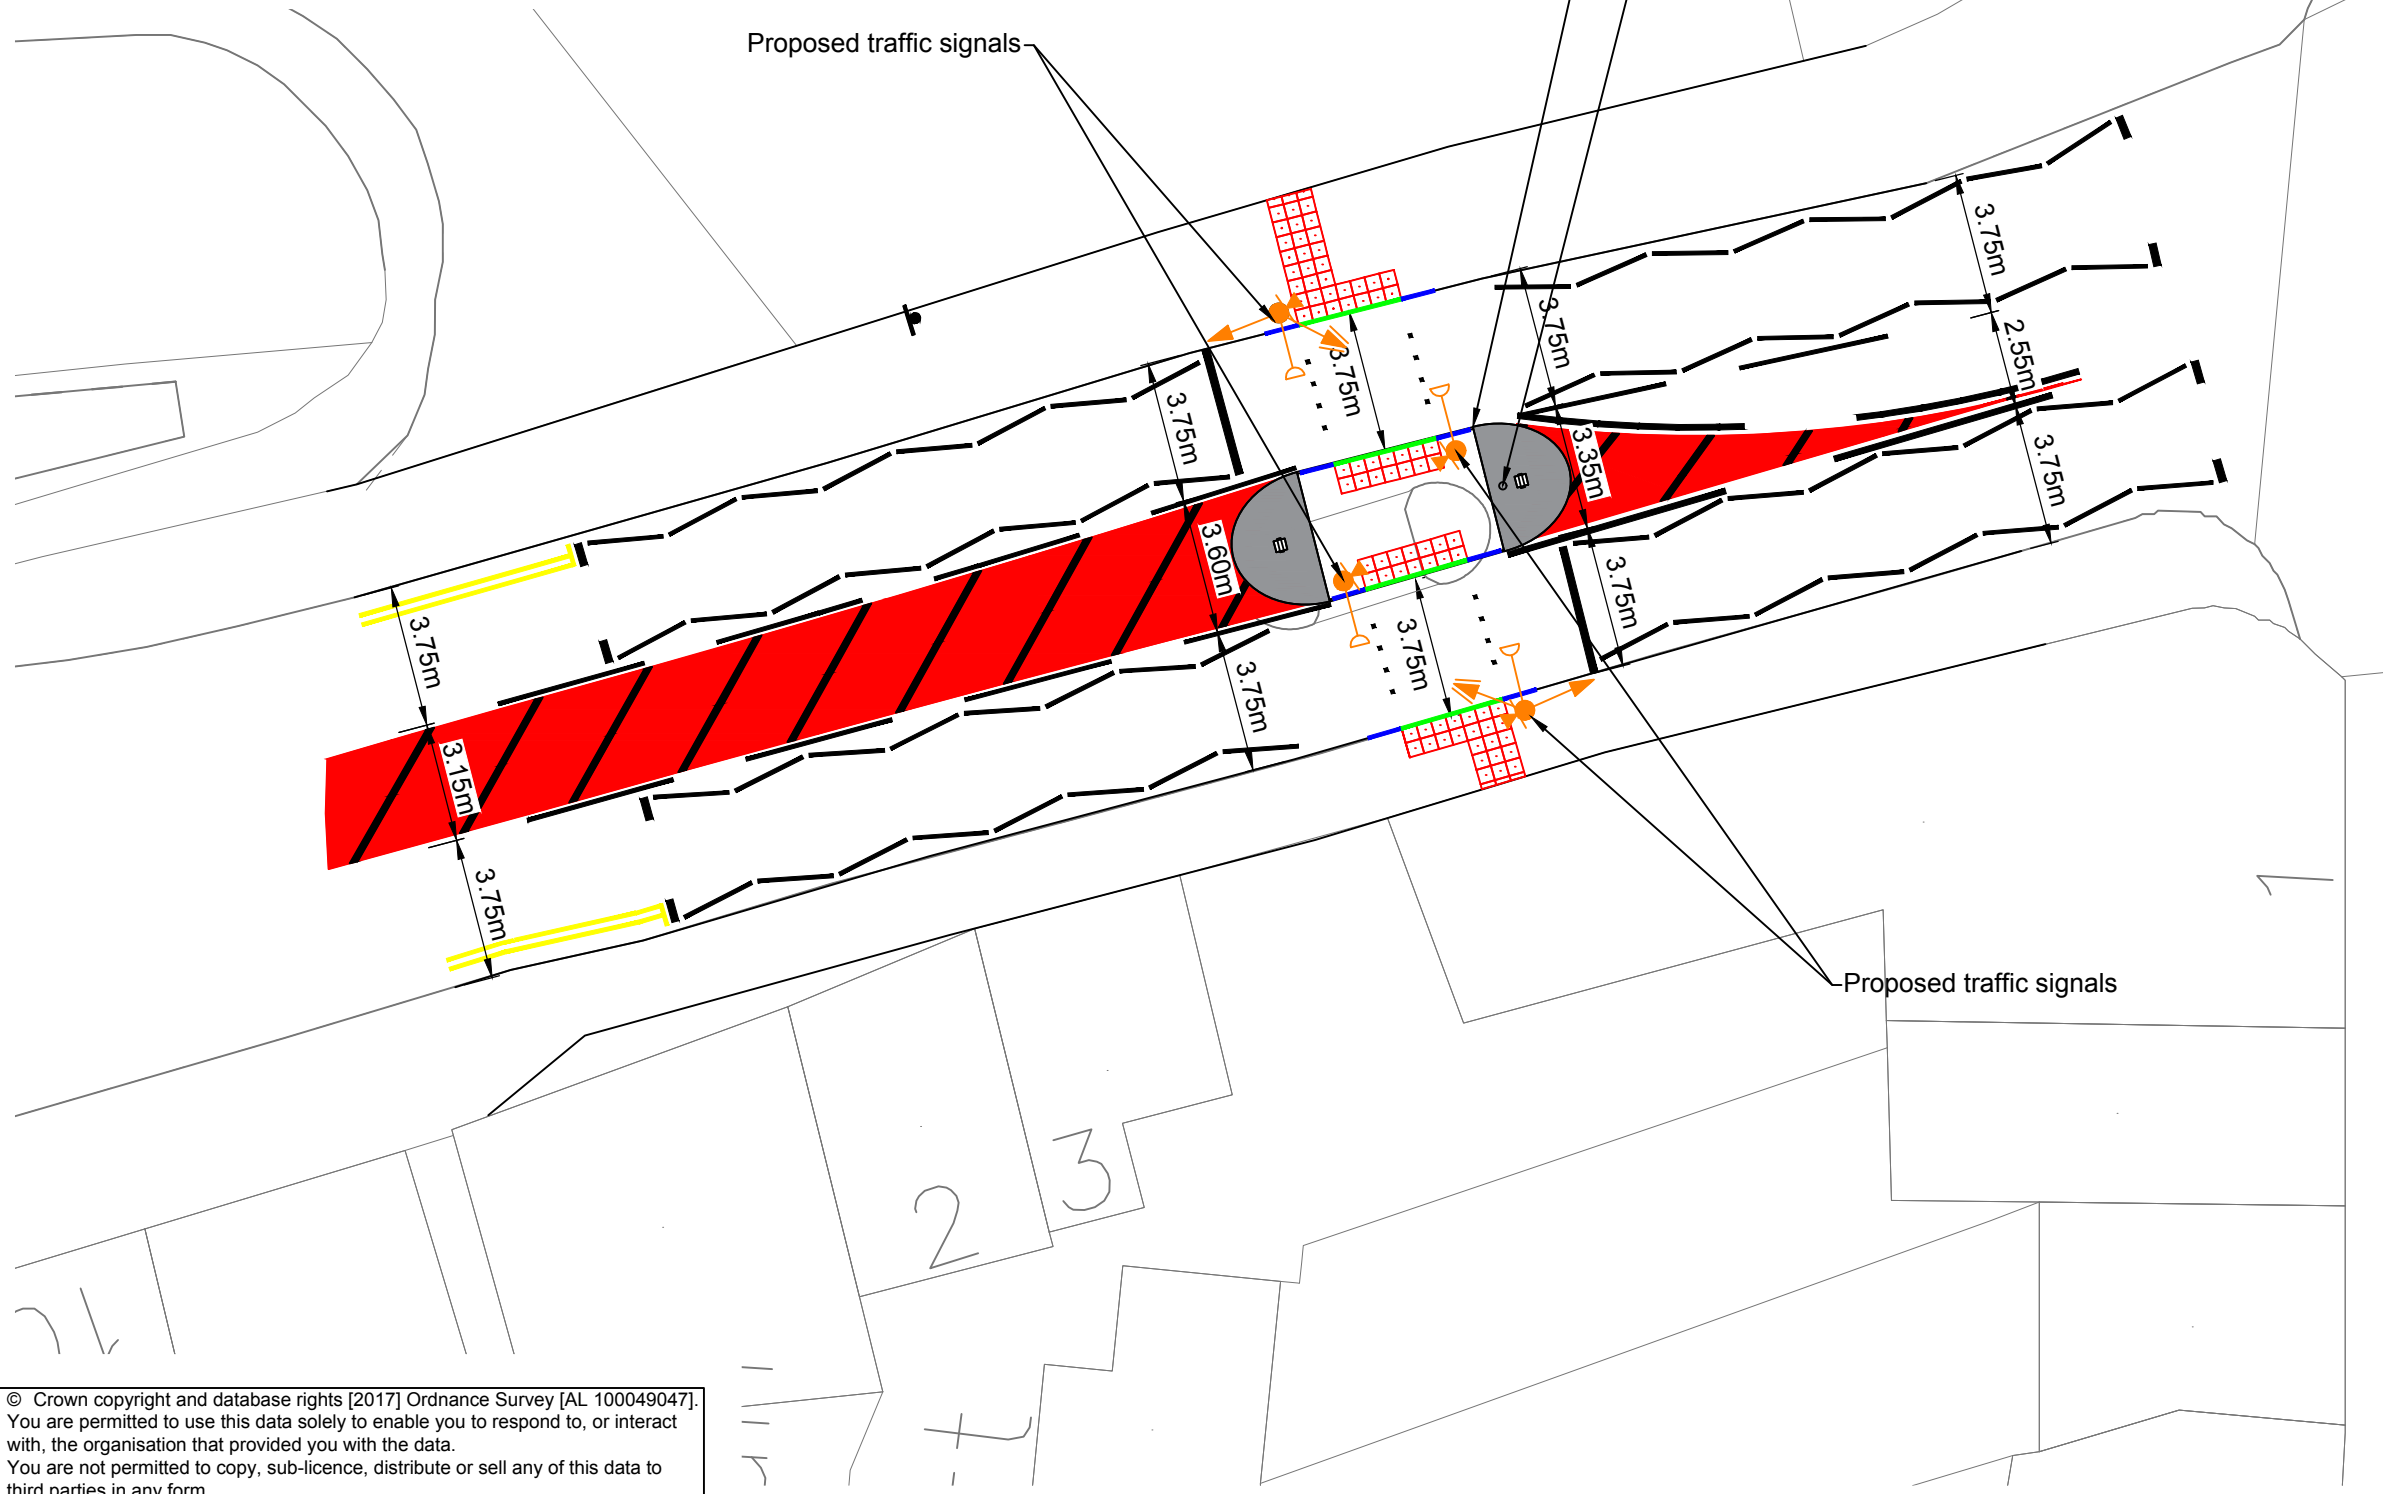 Proposed traffic signals
3.75m
3.75m
2.55m
3.75m
3.75m
3.75m
3.35m
3.75m
3.60m
3.75m
3.75m
3.75m
3.75m
3.15m
3.75m
Proposed traffic signals
2
3
1
© Crown copyright and database rights [2017] Ordnance Survey [AL 100049047].
You are permitted to use this data solely to enable you to respond to, or interact
with, the organisation that provided you with the data.
You are not permitted to copy, sub-licence, distribute or sell any of this data to
third parties in any form